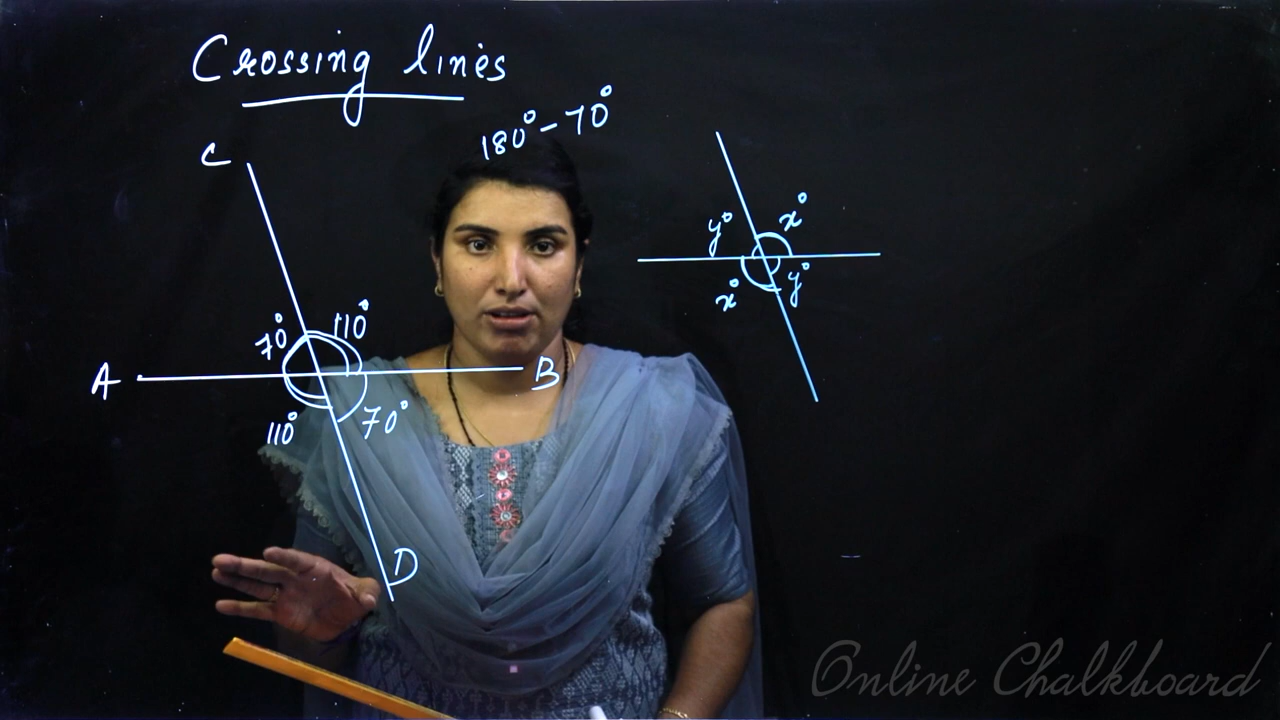 Crossing lines
180° - 70°
C
70° 110°
A B
110° 70°
D
y° x°
x° y°
Online Chalkboard